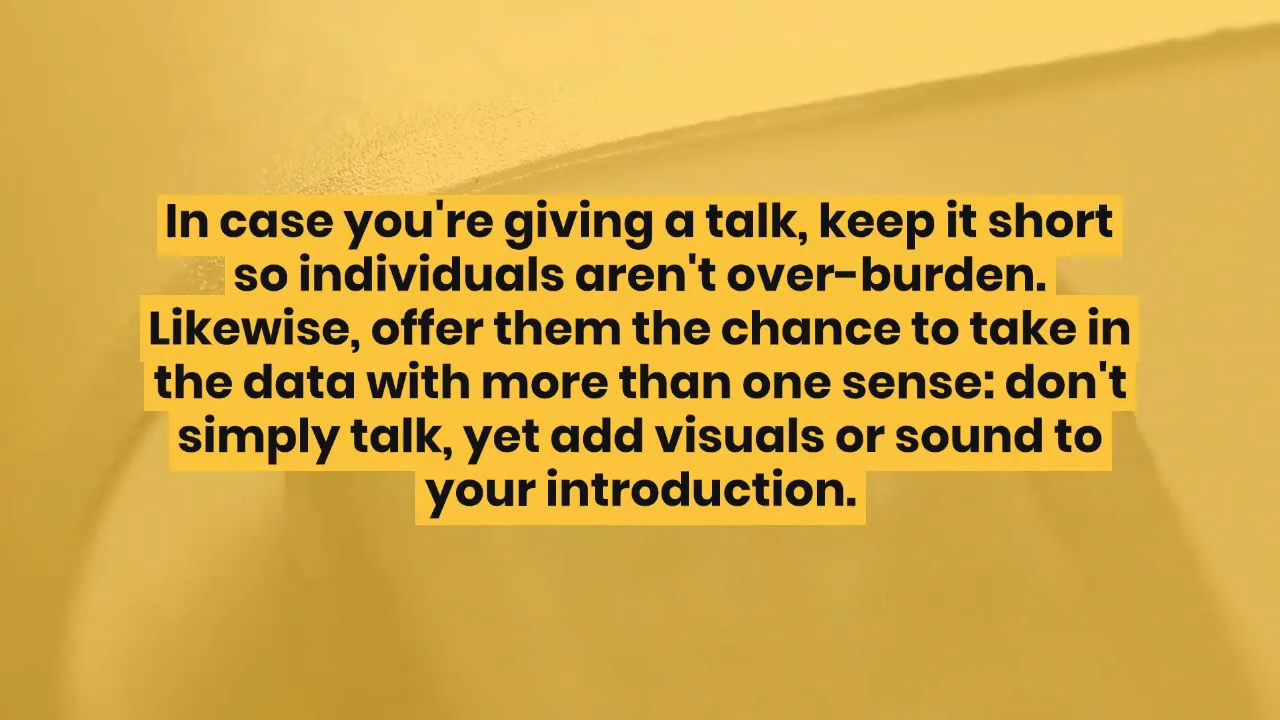 In case you're giving a talk, keep it short
so individuals aren't over-burden.
Likewise, offer them the chance to take in
the data with more than one sense: don't
simply talk, yet add visuals or sound to
your introduction.